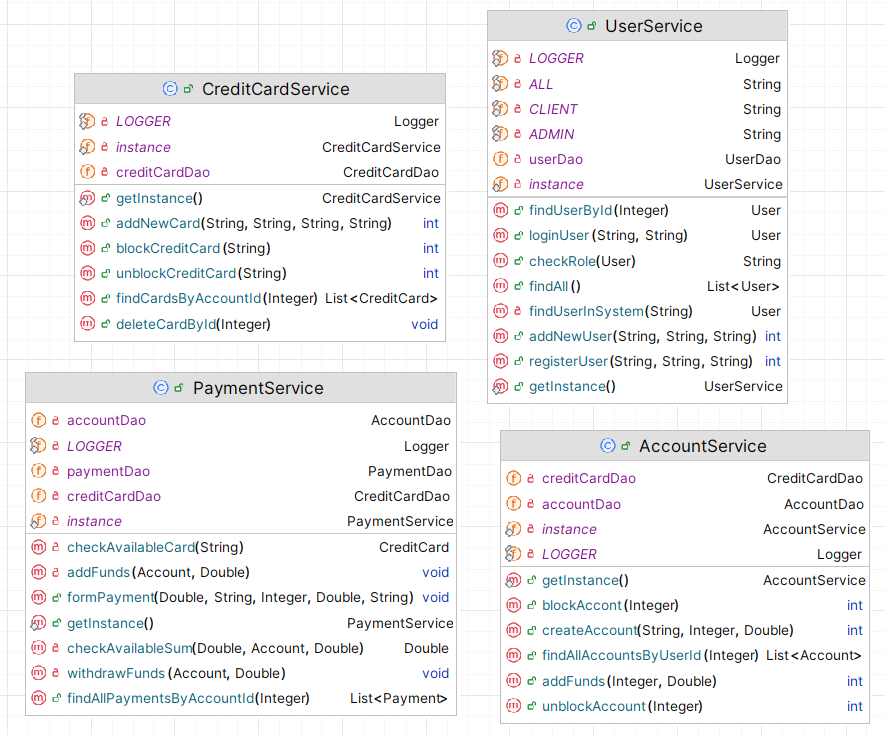 CreditCardService
LOGGER Logger
instance CreditCardService
creditCardDao CreditCardDao
getInstance() CreditCardService
addNewCard(String, String, String, String) int
blockCreditCard(String) int
unblockCreditCard(String) int
findCardsByAccountId(Integer) List<CreditCard>
deleteCardById(Integer) void
UserService
LOGGER Logger
ALL String
CLIENT String
ADMIN String
userDao UserDao
instance UserService
findUserById(Integer) User
loginUser(String, String) User
checkRole(User) String
findAll() List<User>
findUserInSystem(String) User
addNewUser(String, String, String) int
registerUser(String, String, String) int
getInstance() UserService
PaymentService
accountDao AccountDao
LOGGER Logger
paymentDao PaymentDao
creditCardDao CreditCardDao
instance PaymentService
checkAvailableCard(String) CreditCard
addFunds(Account, Double) void
formPayment(Double, String, Integer, Double, String) void
getInstance() PaymentService
checkAvailableSum(Double, Account, Double) Double
withdrawFunds(Account, Double) void
findAllPaymentsByAccountId(Integer) List<Payment>
AccountService
creditCardDao CreditCardDao
accountDao AccountDao
instance AccountService
LOGGER Logger
getInstance() AccountService
blockAccont(Integer) int
createAccount(String, Integer, Double) int
findAllAccountsByUserId(Integer) List<Account>
addFunds(Integer, Double) int
unblockAccount(Integer) int